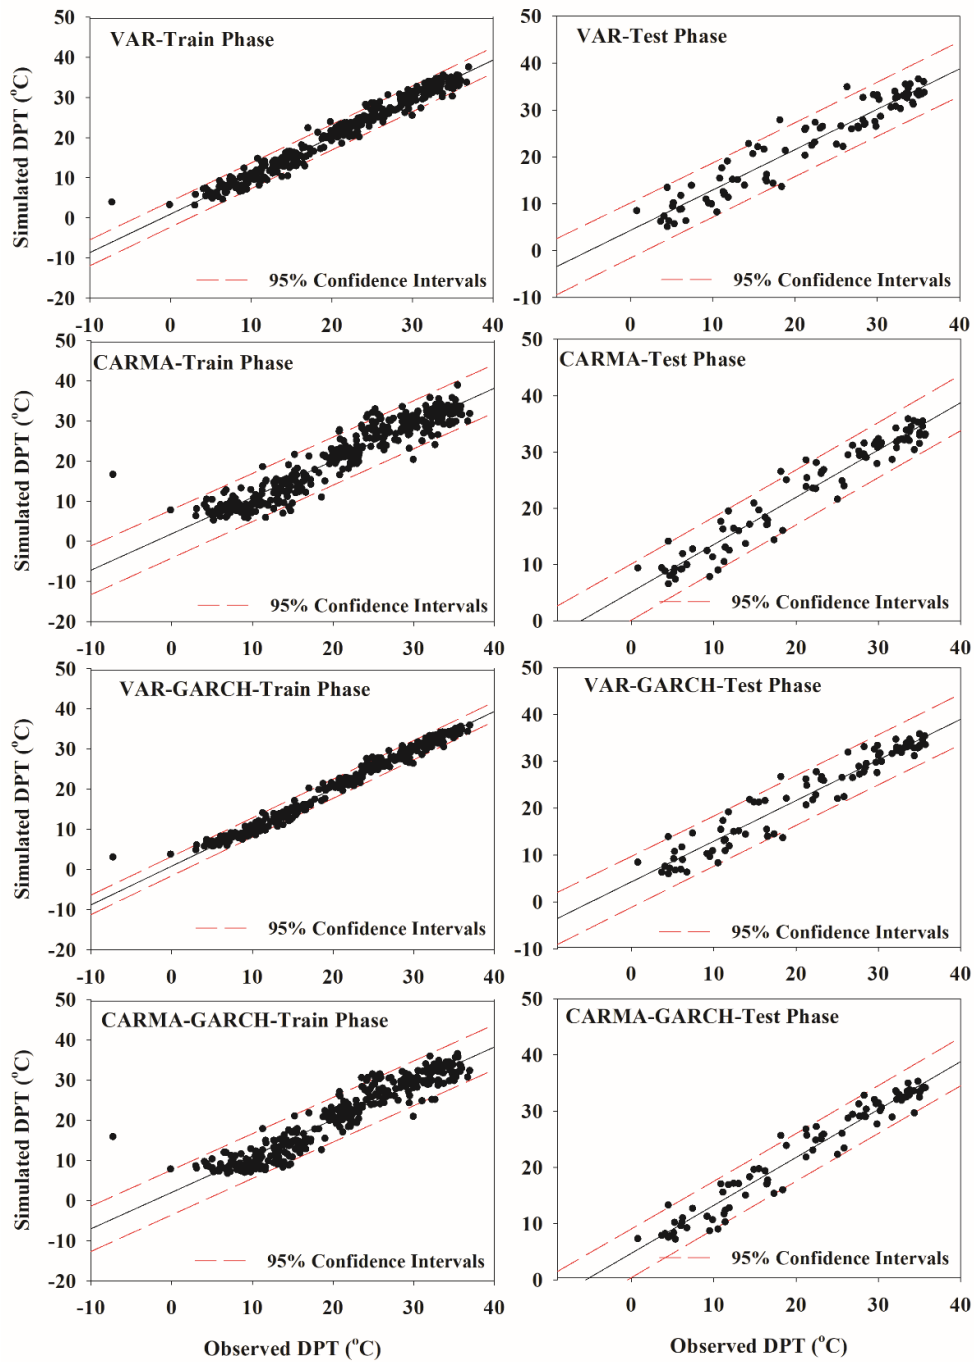 VAR-Train Phase
Simulated DPT (°C)
50
40
30
20
10
0
-10
-20
95% Confidence Intervals
-10 0 10 20 30 40
VAR-Test Phase
50
40
30
20
10
0
-10
95% Confidence Intervals
0 10 20 30 40
CARMA-Train Phase
Simulated DPT (°C)
50
40
30
20
10
0
-10
-20
95% Confidence Intervals
-10 0 10 20 30 40
CARMA-Test Phase
50
40
30
20
10
0
95% Confidence Intervals
0 10 20 30 40
VAR-GARCH-Train Phase
Simulated DPT (°C)
50
40
30
20
10
0
-10
-20
95% Confidence Intervals
-10 0 10 20 30 40
VAR-GARCH-Test Phase
50
40
30
20
10
0
-10
95% Confidence Intervals
0 10 20 30 40
CARMA-GARCH-Train Phase
Simulated DPT (°C)
50
40
30
20
10
0
-10
-20
95% Confidence Intervals
-10 0 10 20 30 40
Observed DPT (°C)
CARMA-GARCH-Test Phase
50
40
30
20
10
0
95% Confidence Intervals
0 10 20 30 40
Observed DPT (°C)